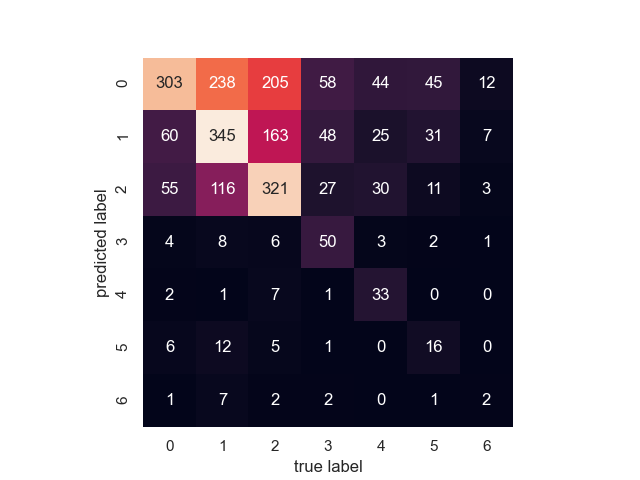 0 303 238 205 58 44 45 12
1 60 345 163 48 25 31 7
2 55 116 321 27 30 11 3
3 4 8 6 50 3 2 1
4 2 1 7 1 33 0 0
5 6 12 5 1 0 16 0
6 1 7 2 2 0 1 2
0 1 2 3 4 5 6
predicted label
true label